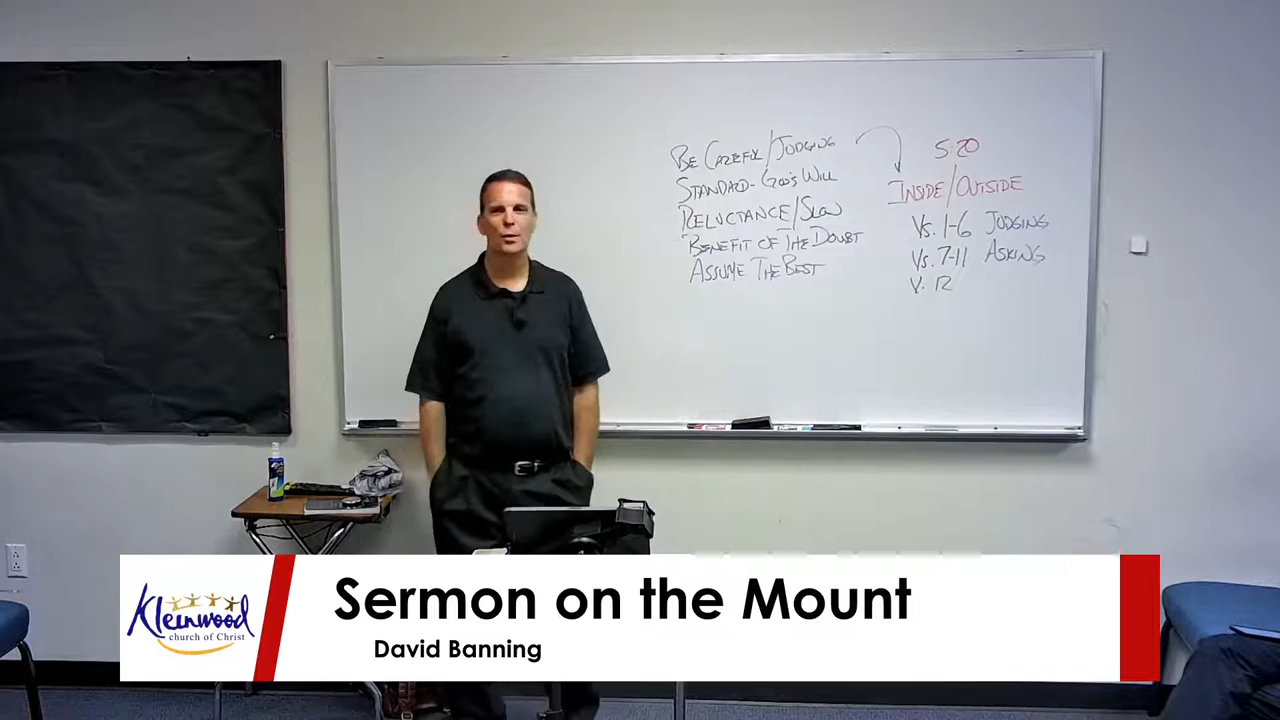 BE CAREFUL/JUDGING
STANDARD-GOD'S WILL
RELUCTANCE/SLOW
BENEFIT OF THE DOUBT
ASSUME THE BEST
5:20
INSIDE/OUTSIDE
Vs. 1-6 JUDGING
Vs. 7-11 ASKING
V. 12
Kleinwood
church of Christ
Sermon on the Mount
David Banning